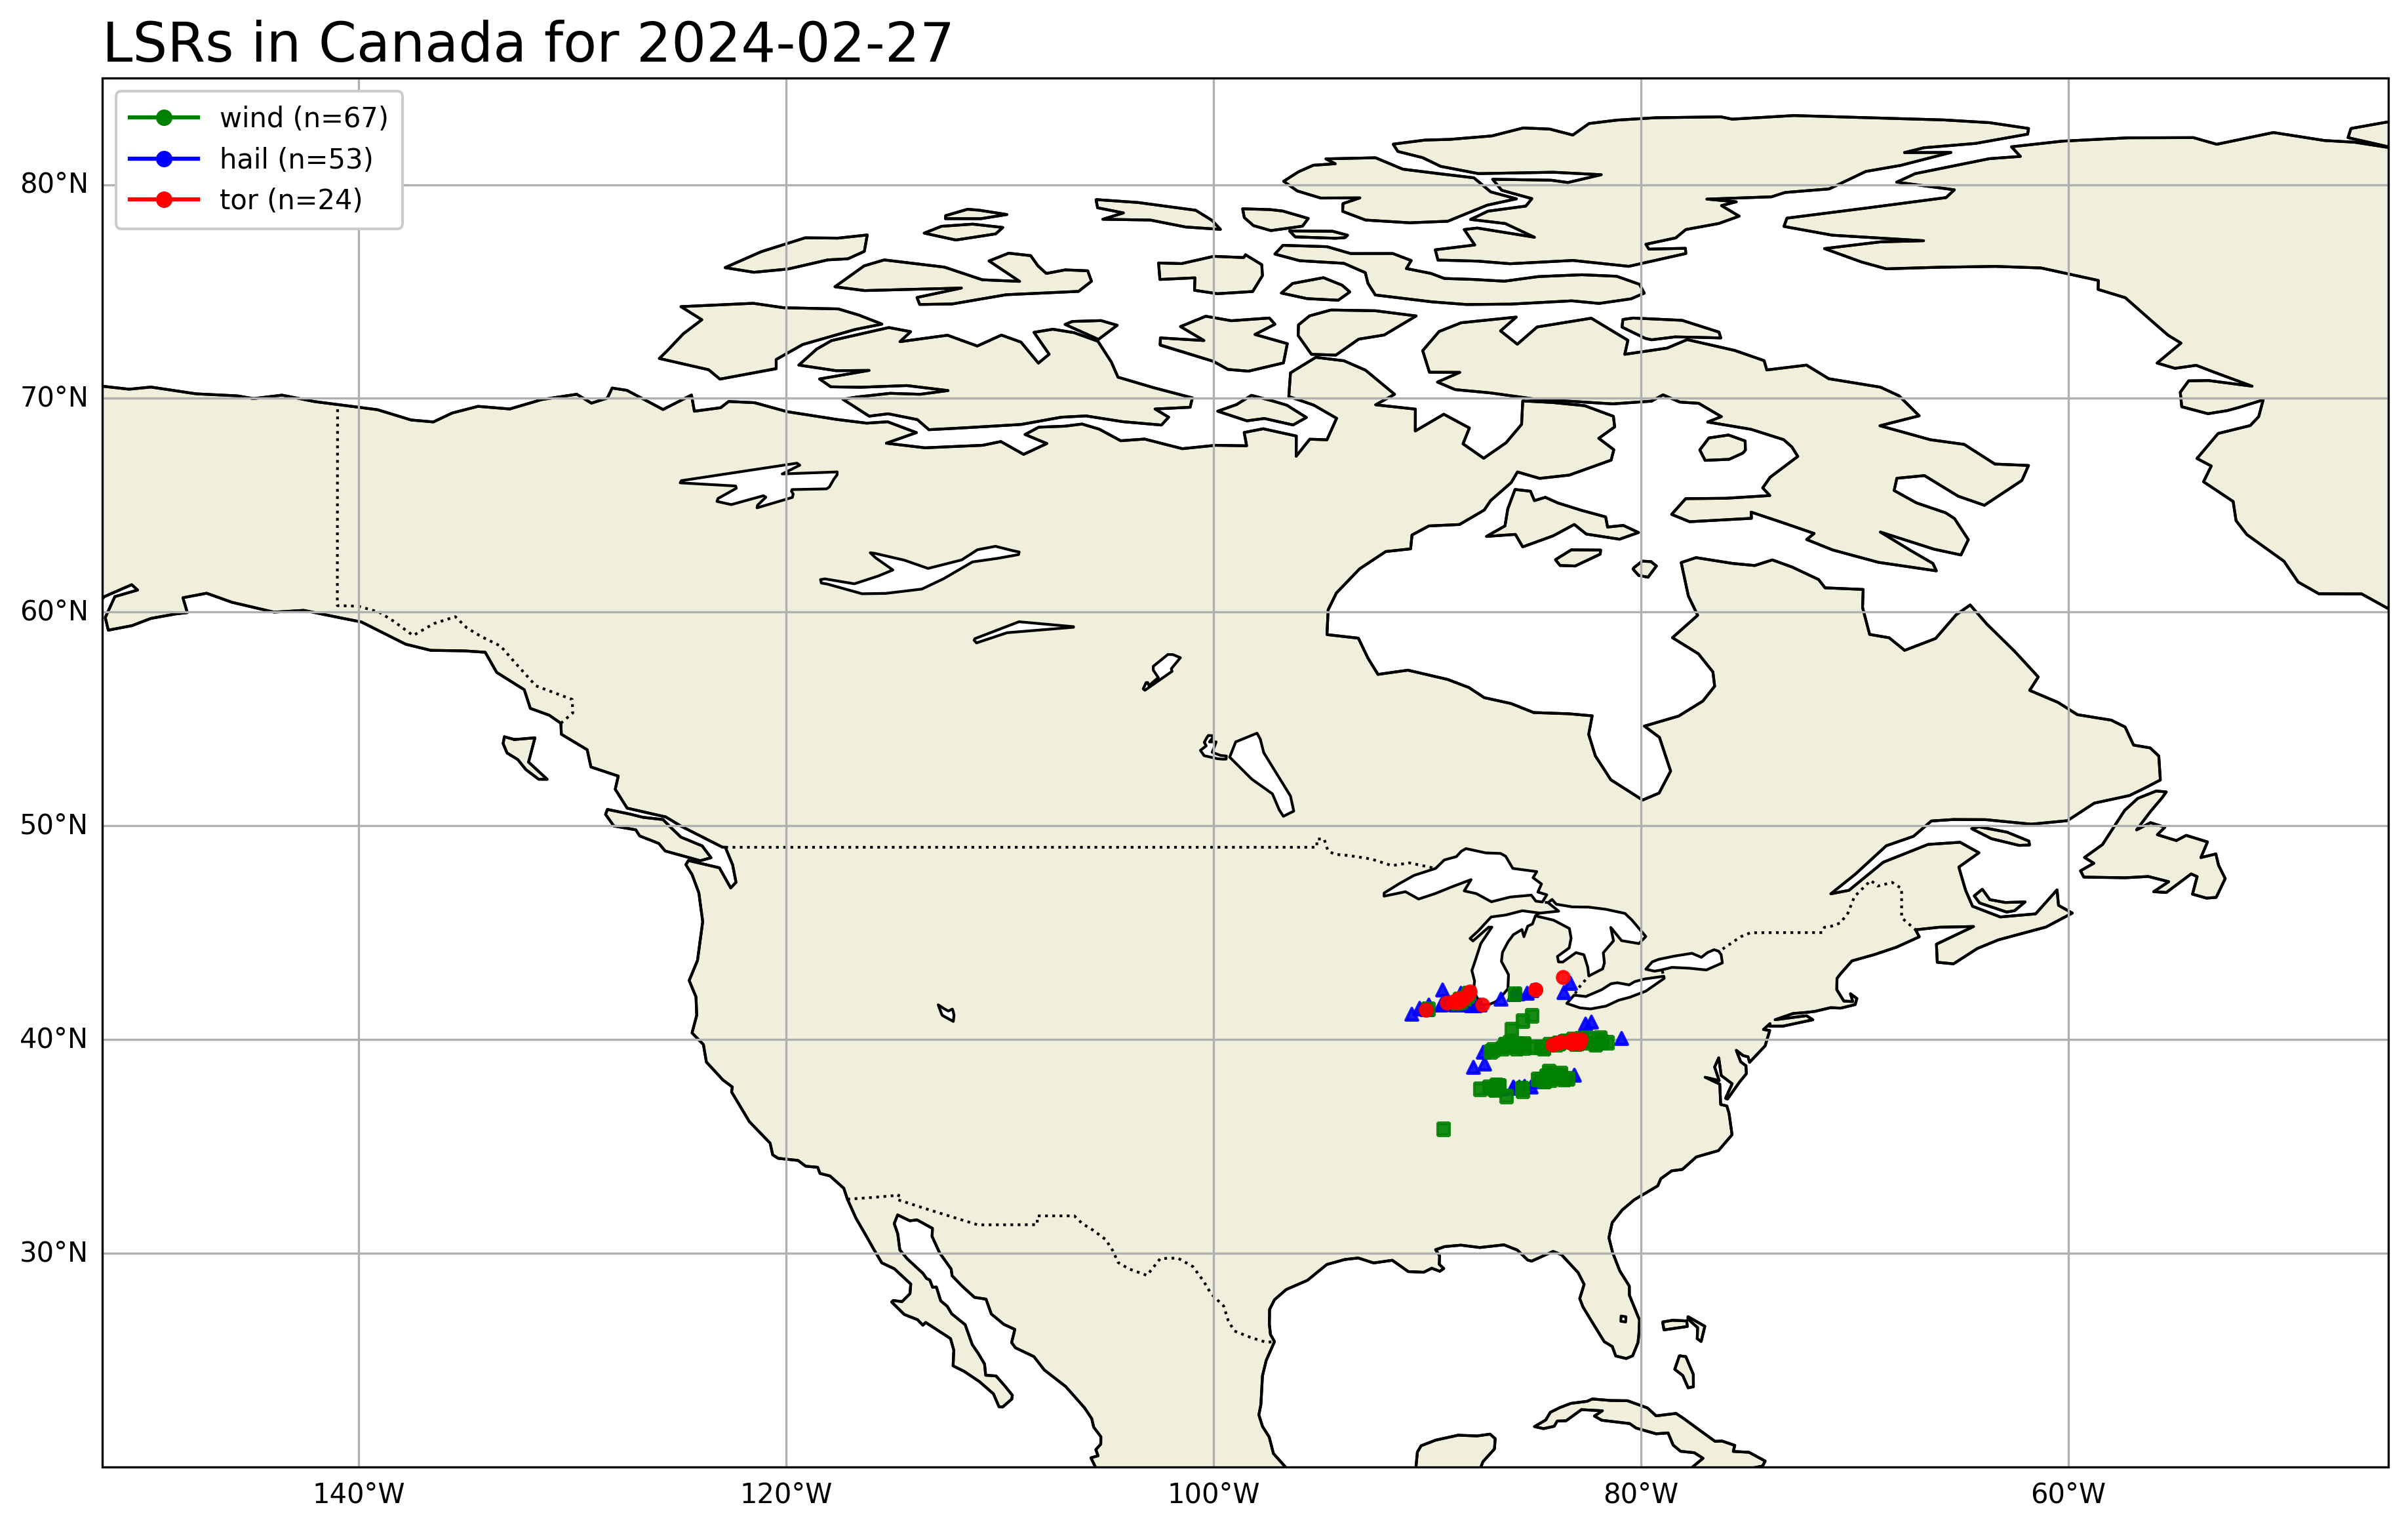 LSRs in Canada for 2024-02-27
wind (n=67)
hail (n=53)
tor (n=24)
80°N
70°N
60°N
50°N
40°N
30°N
140°W
120°W
100°W
80°W
60°W